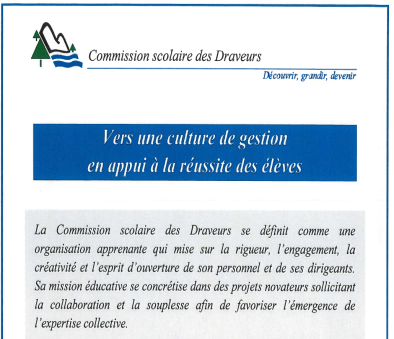 Commission scolaire des Draveurs
Découvrir, grandir, devenir
Vers une culture de gestion
en appui à la réussite des élèves
La Commission scolaire des Draveurs se définit comme une
organisation apprenante qui mise sur la rigueur, l'engagement, la
créativité et l'esprit d'ouverture de son personnel et de ses dirigeants.
Sa mission éducative se concrétise dans des projets novateurs sollicitant
la collaboration et la souplesse afin de favoriser l'émergence de
l'expertise collective.